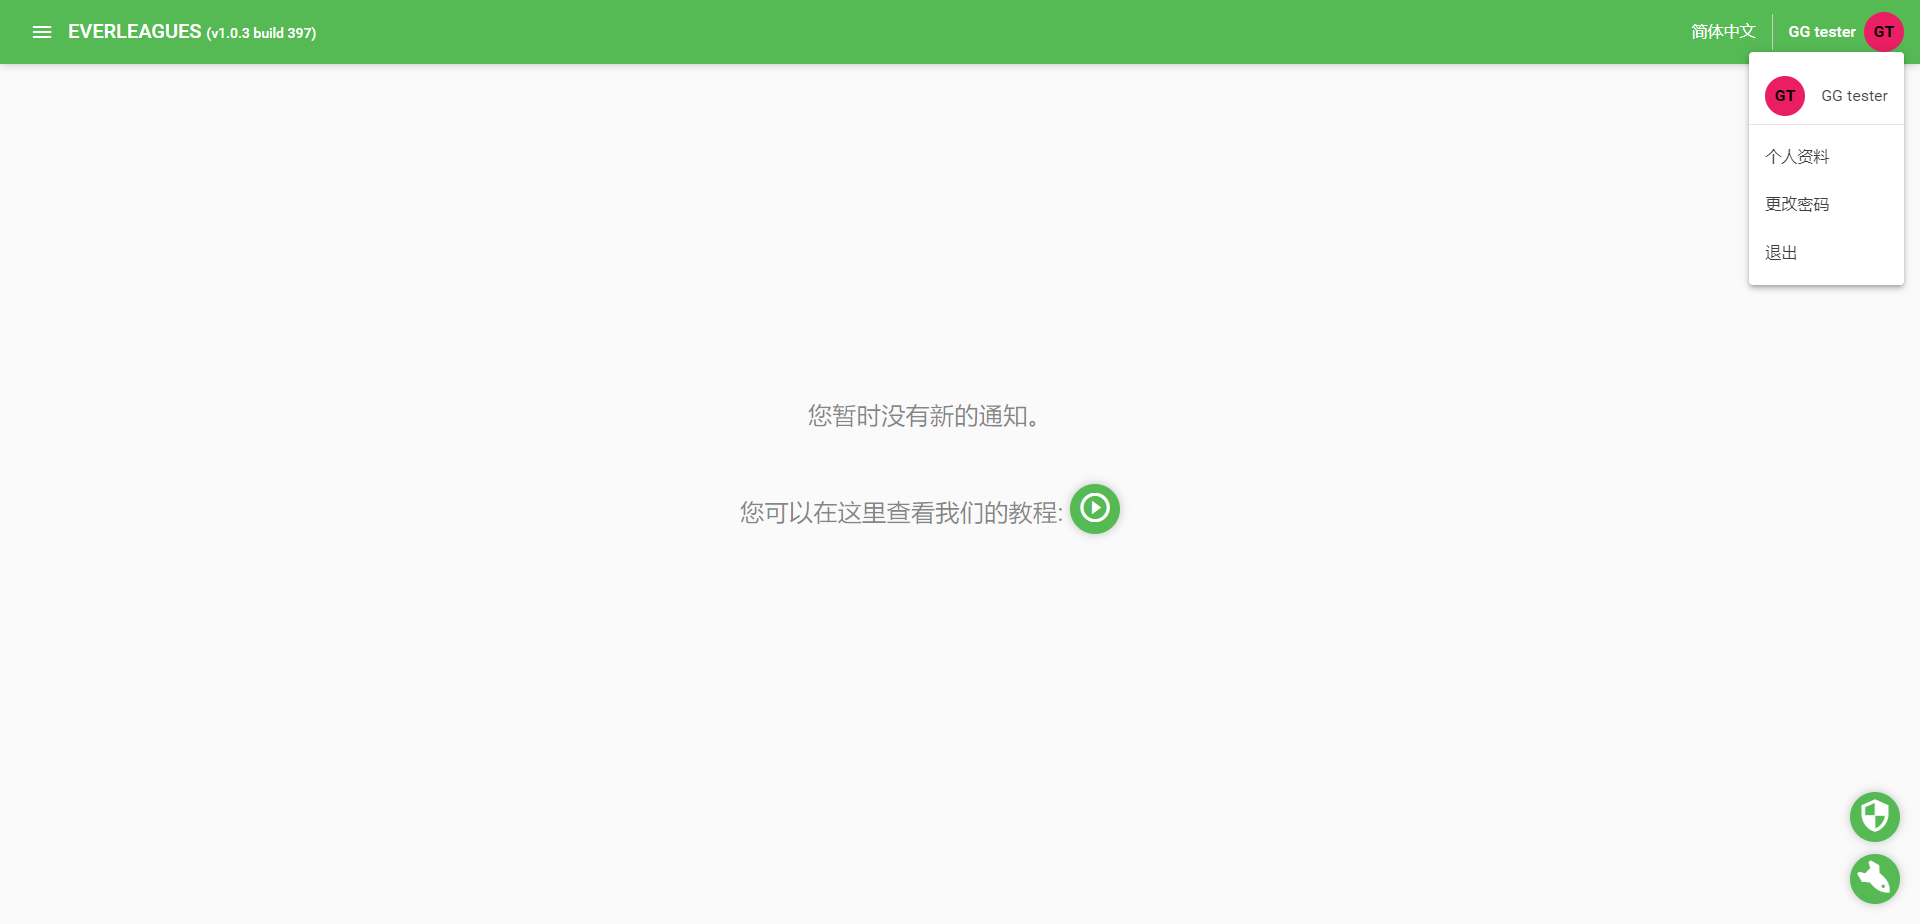 EVERLEAGUES (v1.0.3 build 397)
简体中文
GG tester
GT
GT
GG tester
个人资料
更改密码
退出
您暂时没有新的通知。
您可以在这里查看我们的教程: